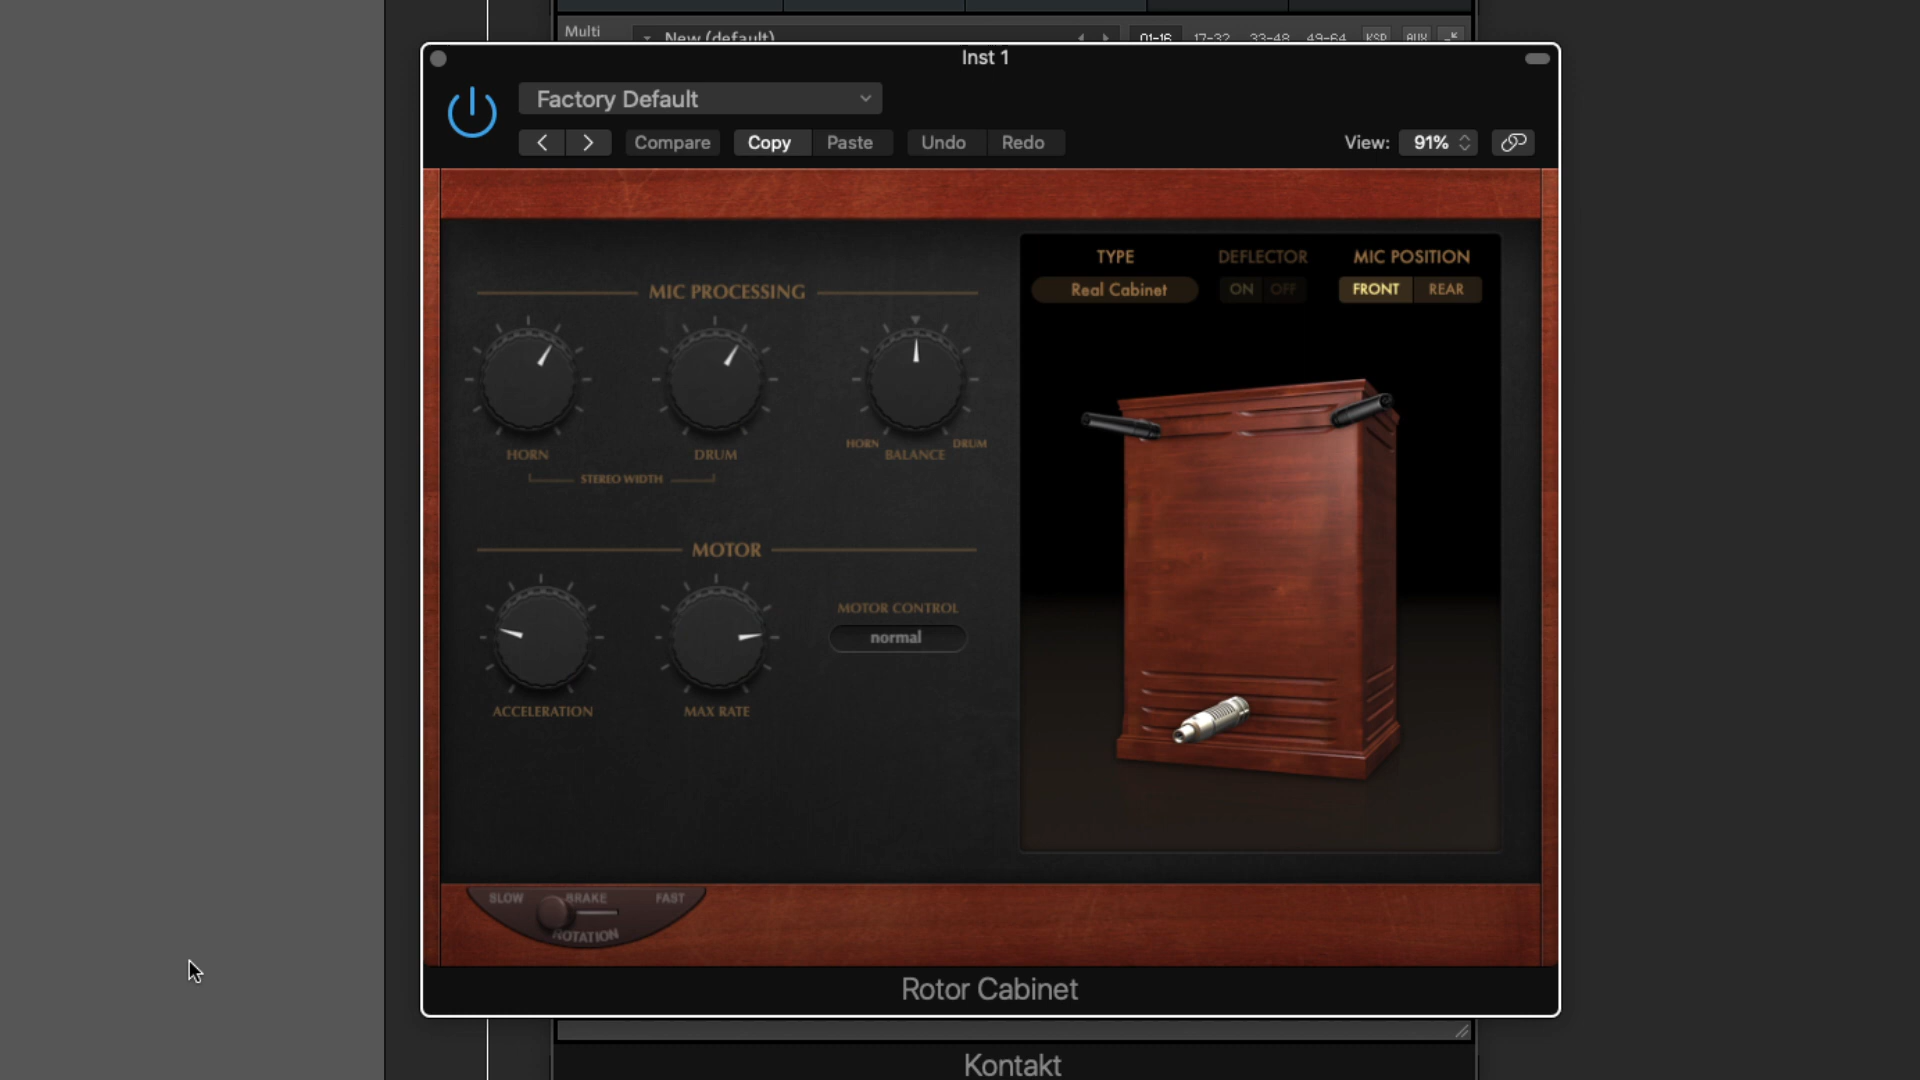 Multi
New (default)
01-16 17-32 33-48 49-64 KSP AUX
Inst 1
Factory Default
Compare Copy Paste Undo Redo
View: 91%
TYPE DEFLECTOR MIC POSITION
Real Cabinet ON OFF FRONT REAR
MIC PROCESSING
HORN DRUM
HORN DRUM BALANCE
STEREO WIDTH
MOTOR
MOTOR CONTROL
normal
ACCELERATION MAX RATE
SLOW BRAKE FAST
ROTATION
Rotor Cabinet
Kontakt